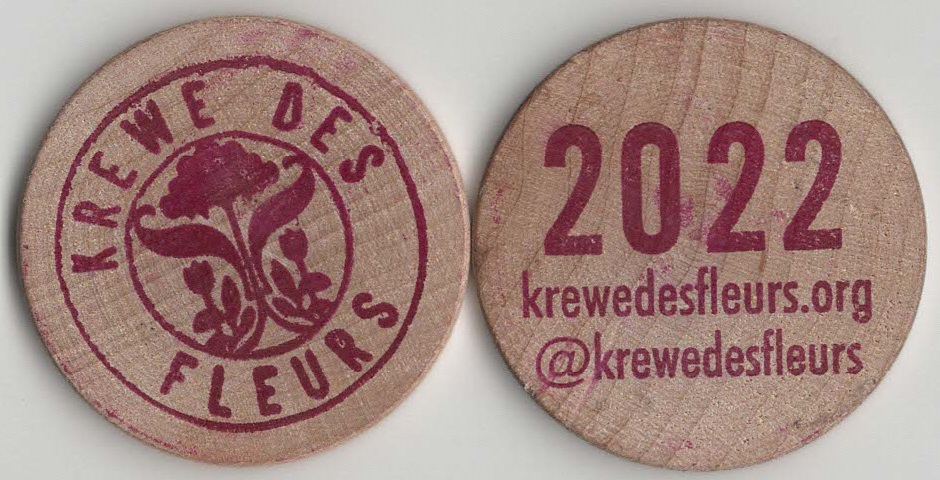 KREWE DES
FLEURS
2022
krewedesfleurs.org
@krewedesfleurs